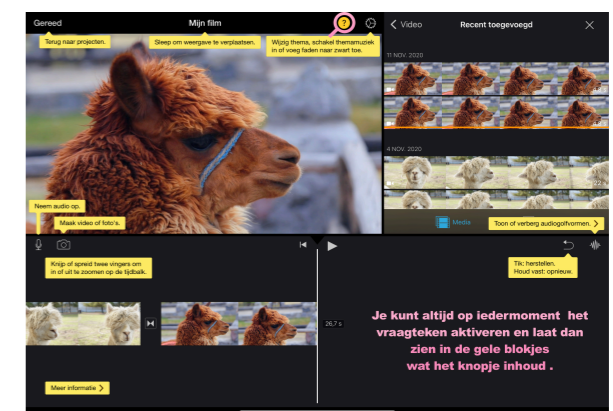 Gereed
Mijn film
?
Video
Recent toegevoegd
Terug naar projecten.
Sleep om weergave te verplaatsen.
Wijzig thema, schakel themamuziek
in of voeg faden naar zwart toe.
11 NOV. 2020
4 NOV. 2020
Neem audio op.
Maak video of foto's.
Media
Toon of verberg audiogolfvormen.
Knijp of spreid twee vingers om
in of uit te zoomen op de tijdbalk.
Tik: herstellen.
Houd vast: opnieuw.
26,7 s
Je kunt altijd op iedermoment het
vraagteken aktiveren en laat dan
zien in de gele blokjes
wat het knopje inhoud .
Meer informatie